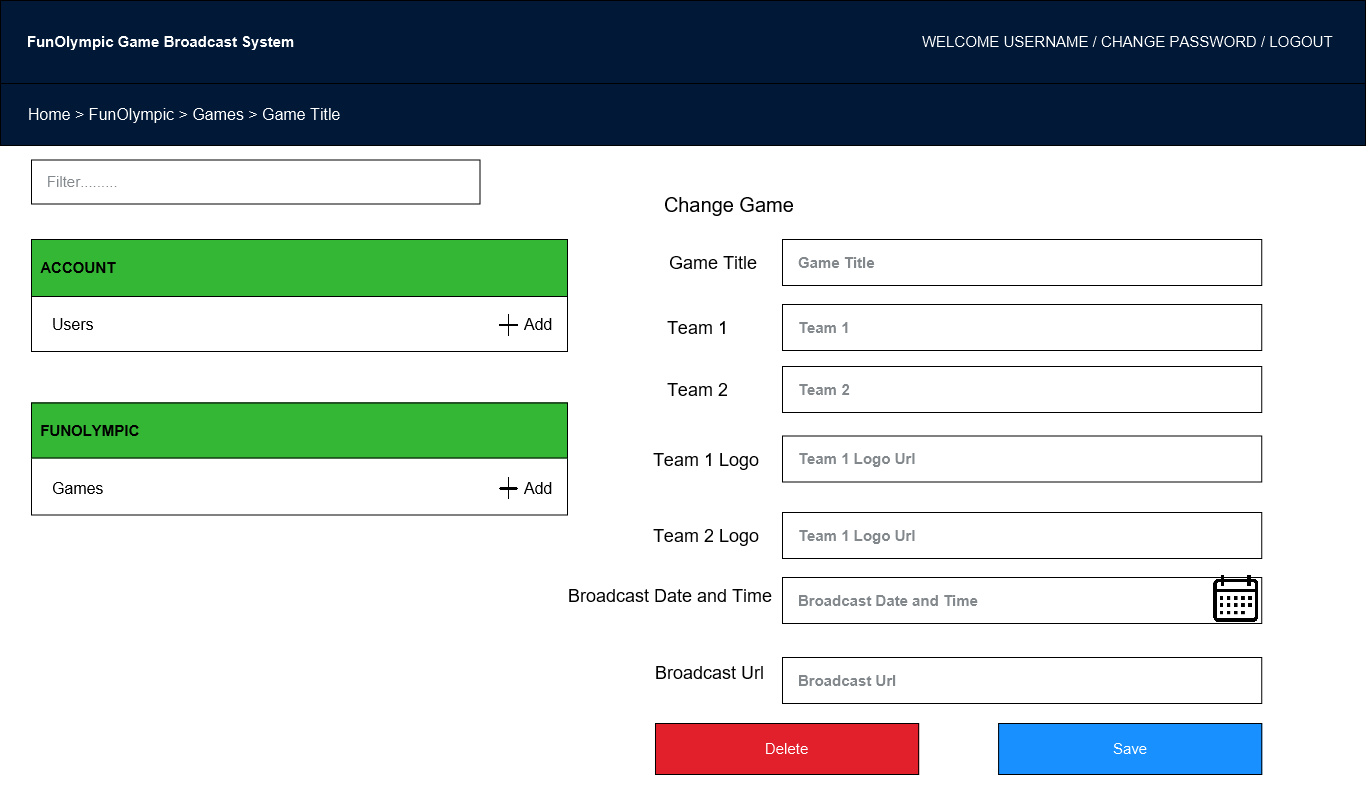 FunOlympic Game Broadcast System
WELCOME USERNAME / CHANGE PASSWORD / LOGOUT
Home > FunOlympic > Games > Game Title
Filter.........
ACCOUNT
Users
Add
FUNOLYMPIC
Games
Add
Change Game
Game Title
Game Title
Team 1
Team 1
Team 2
Team 2
Team 1 Logo
Team 1 Logo Url
Team 2 Logo
Team 1 Logo Url
Broadcast Date and Time
Broadcast Date and Time
Broadcast Url
Broadcast Url
Delete
Save